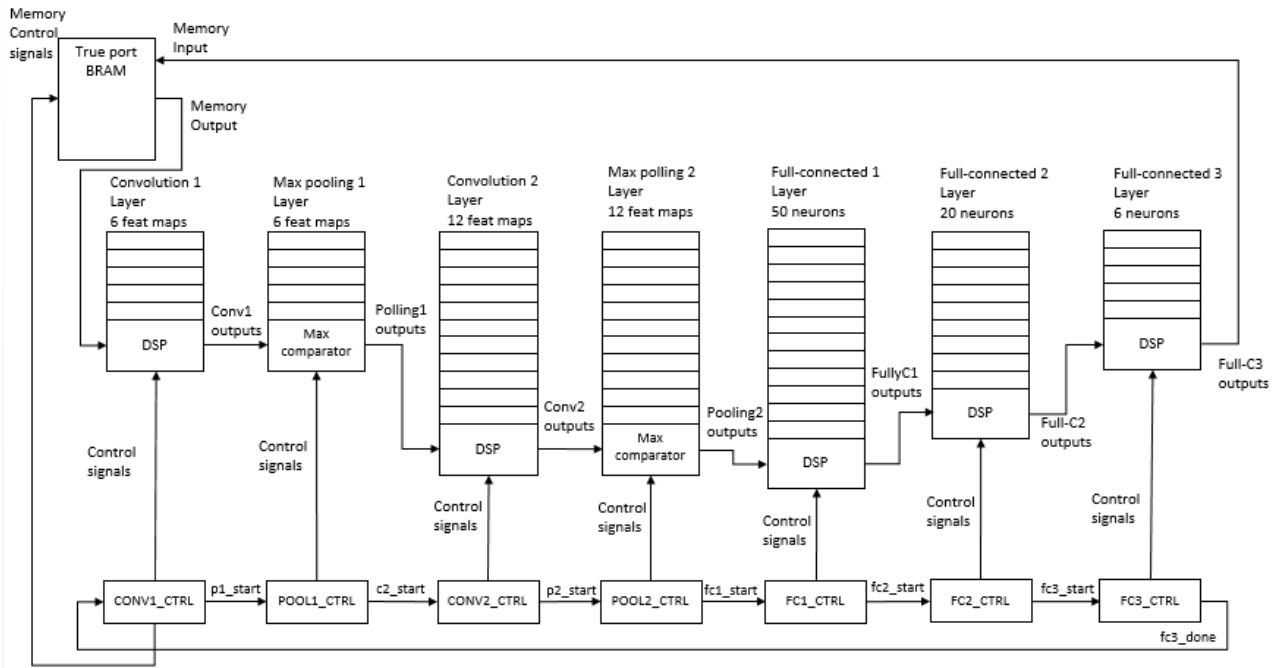 Memory
Control
signals
True port
BRAM
Memory
Input
Memory
Output
Convolution 1
Layer
6 feat maps
Max pooling 1
Layer
6 feat maps
Convolution 2
Layer
12 feat maps
Max polling 2
Layer
12 feat maps
Full-connected 1
Layer
50 neurons
Full-connected 2
Layer
20 neurons
Full-connected 3
Layer
6 neurons
DSP
Conv1
outputs
Max
comparator
Polling1
outputs
DSP
Conv2
outputs
Max
comparator
Pooling2
outputs
DSP
FullyC1
outputs
DSP
Full-C2
outputs
DSP
Full-C3
outputs
Control
signals
Control
signals
Control
signals
Control
signals
Control
signals
Control
signals
Control
signals
CONV1_CTRL
p1_start
POOL1_CTRL
c2_start
CONV2_CTRL
p2_start
POOL2_CTRL
fc1_start
FC1_CTRL
fc2_start
FC2_CTRL
fc3_start
FC3_CTRL
fc3_done